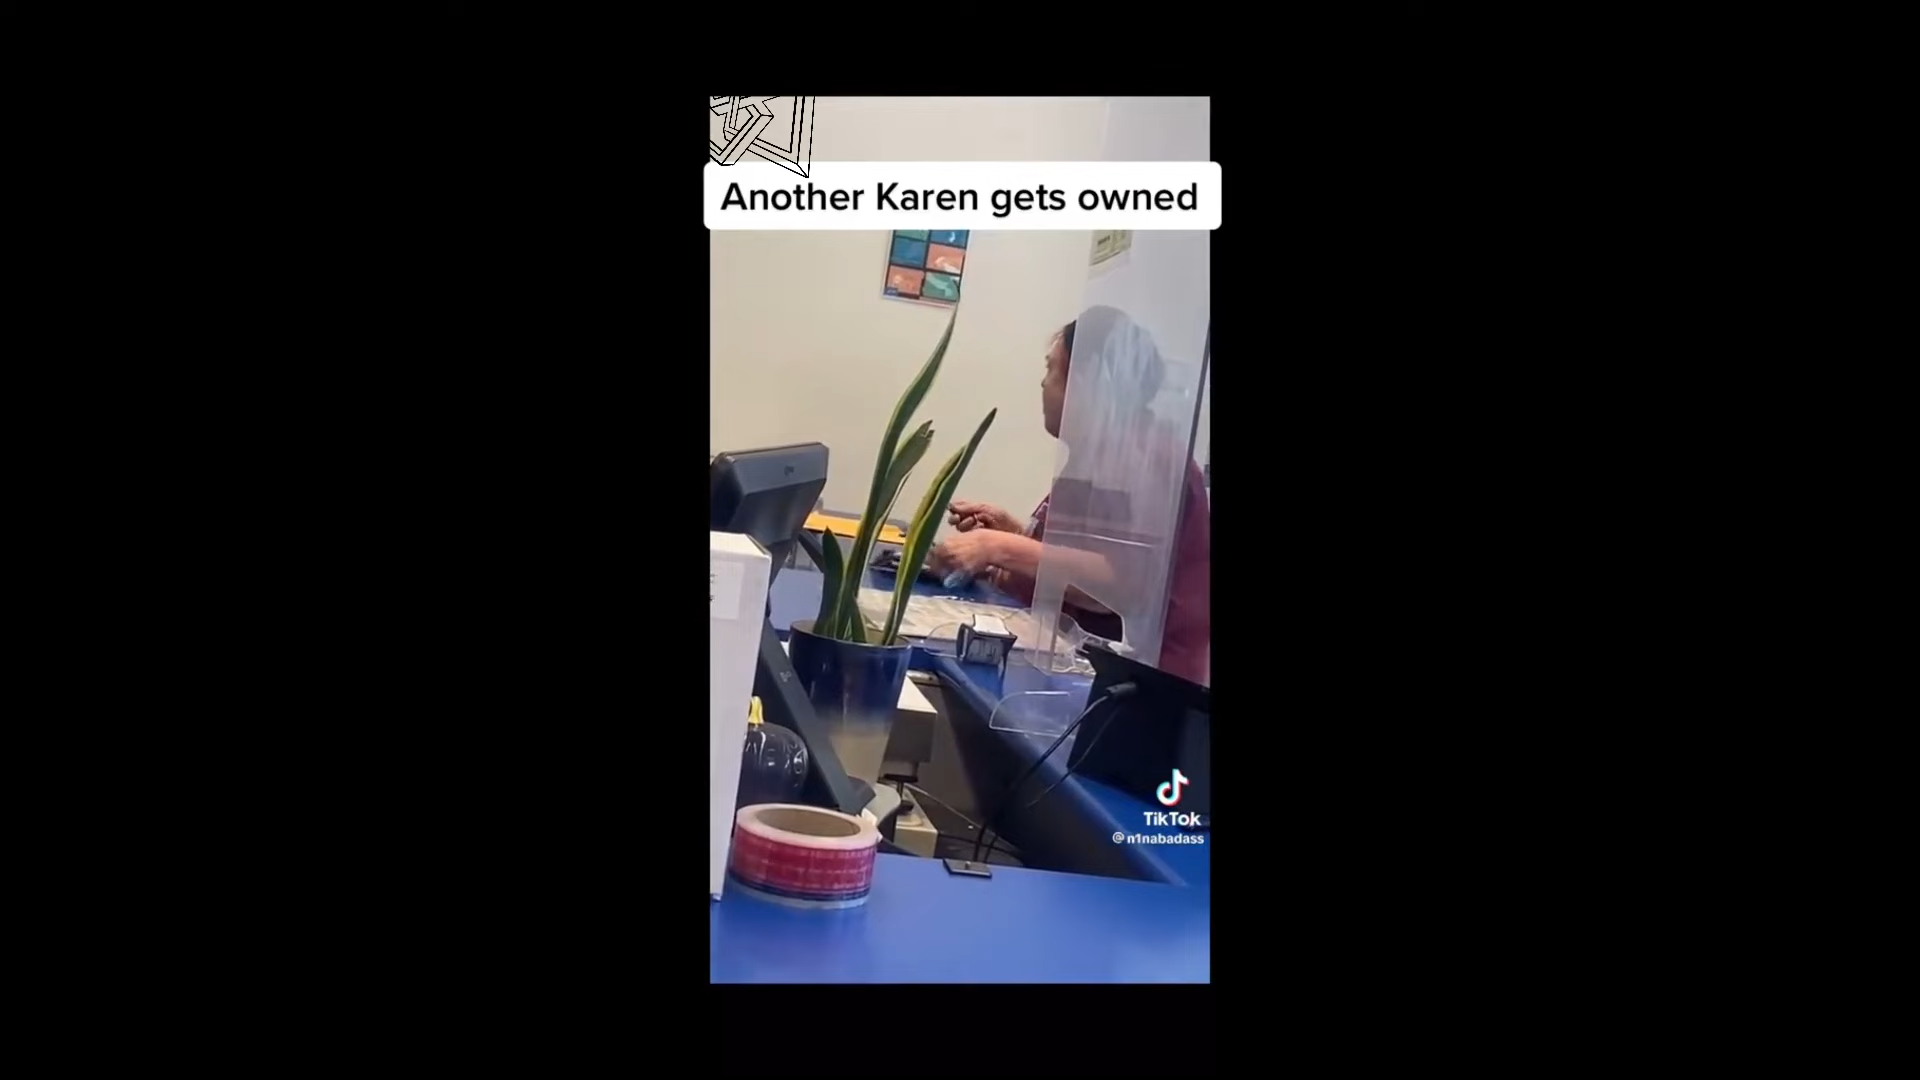 Another Karen gets owned
TikTok
@n1nabadass